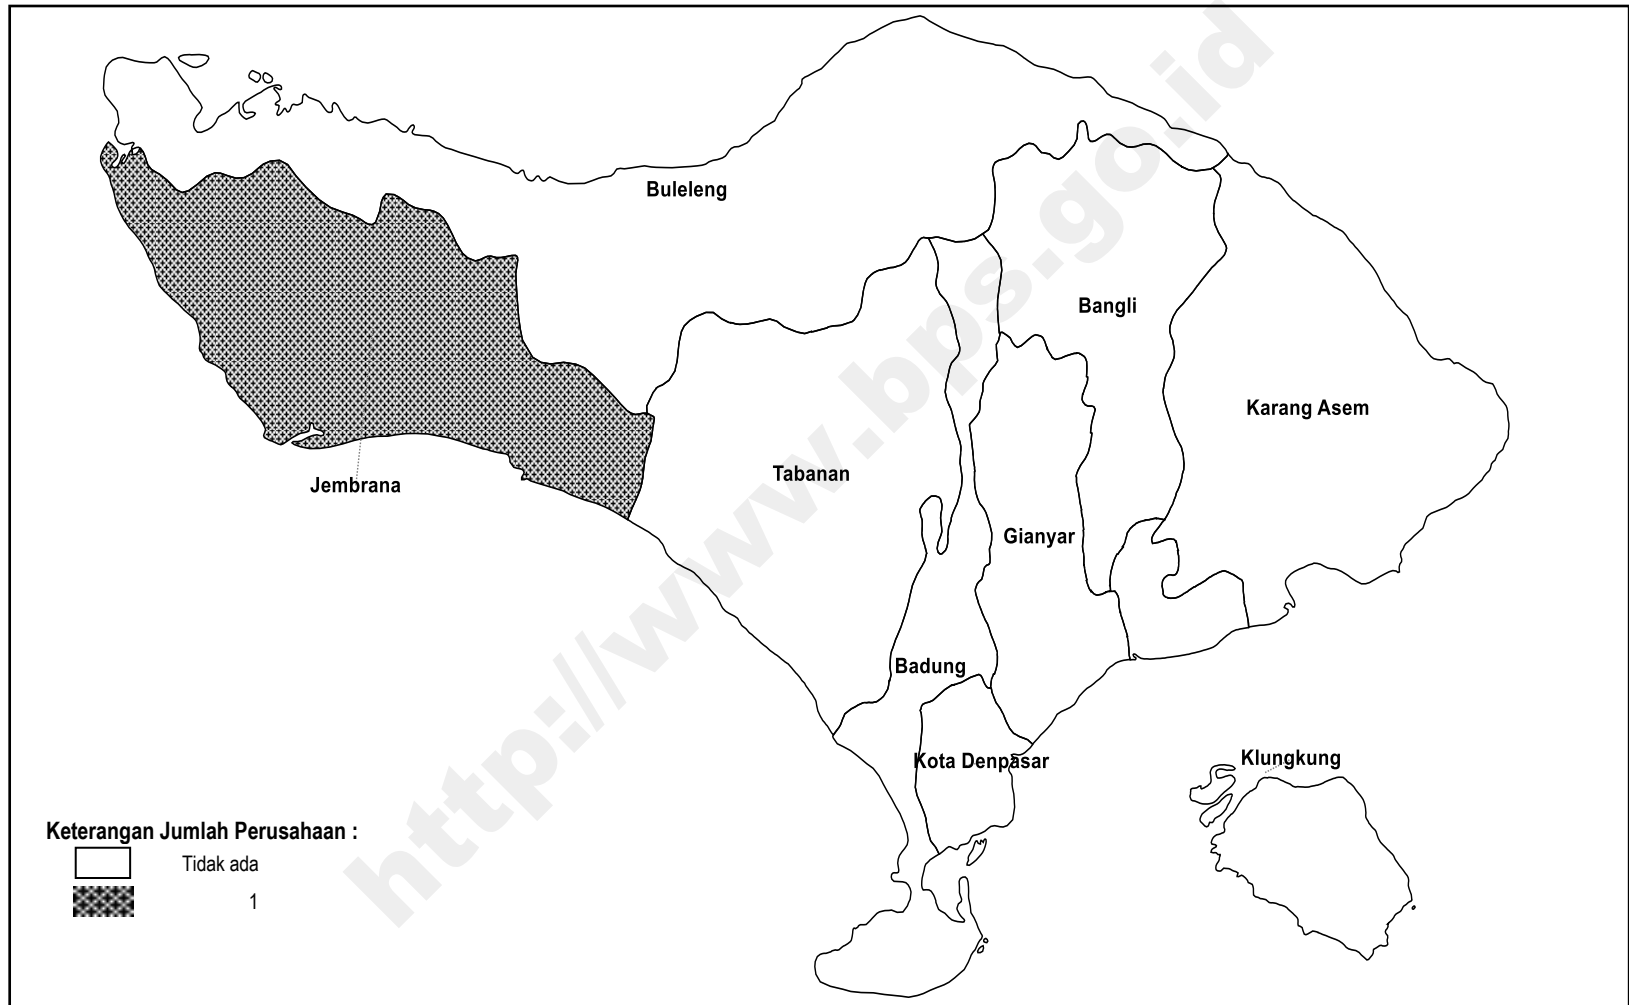 Buleleng
Bangli
Karang Asem
Tabanan
Jembrana
Gianyar
Badung
Kota Denpasar
Klungkung
Keterangan Jumlah Perusahaan :
Tidak ada
1
http://www.bps.go.id